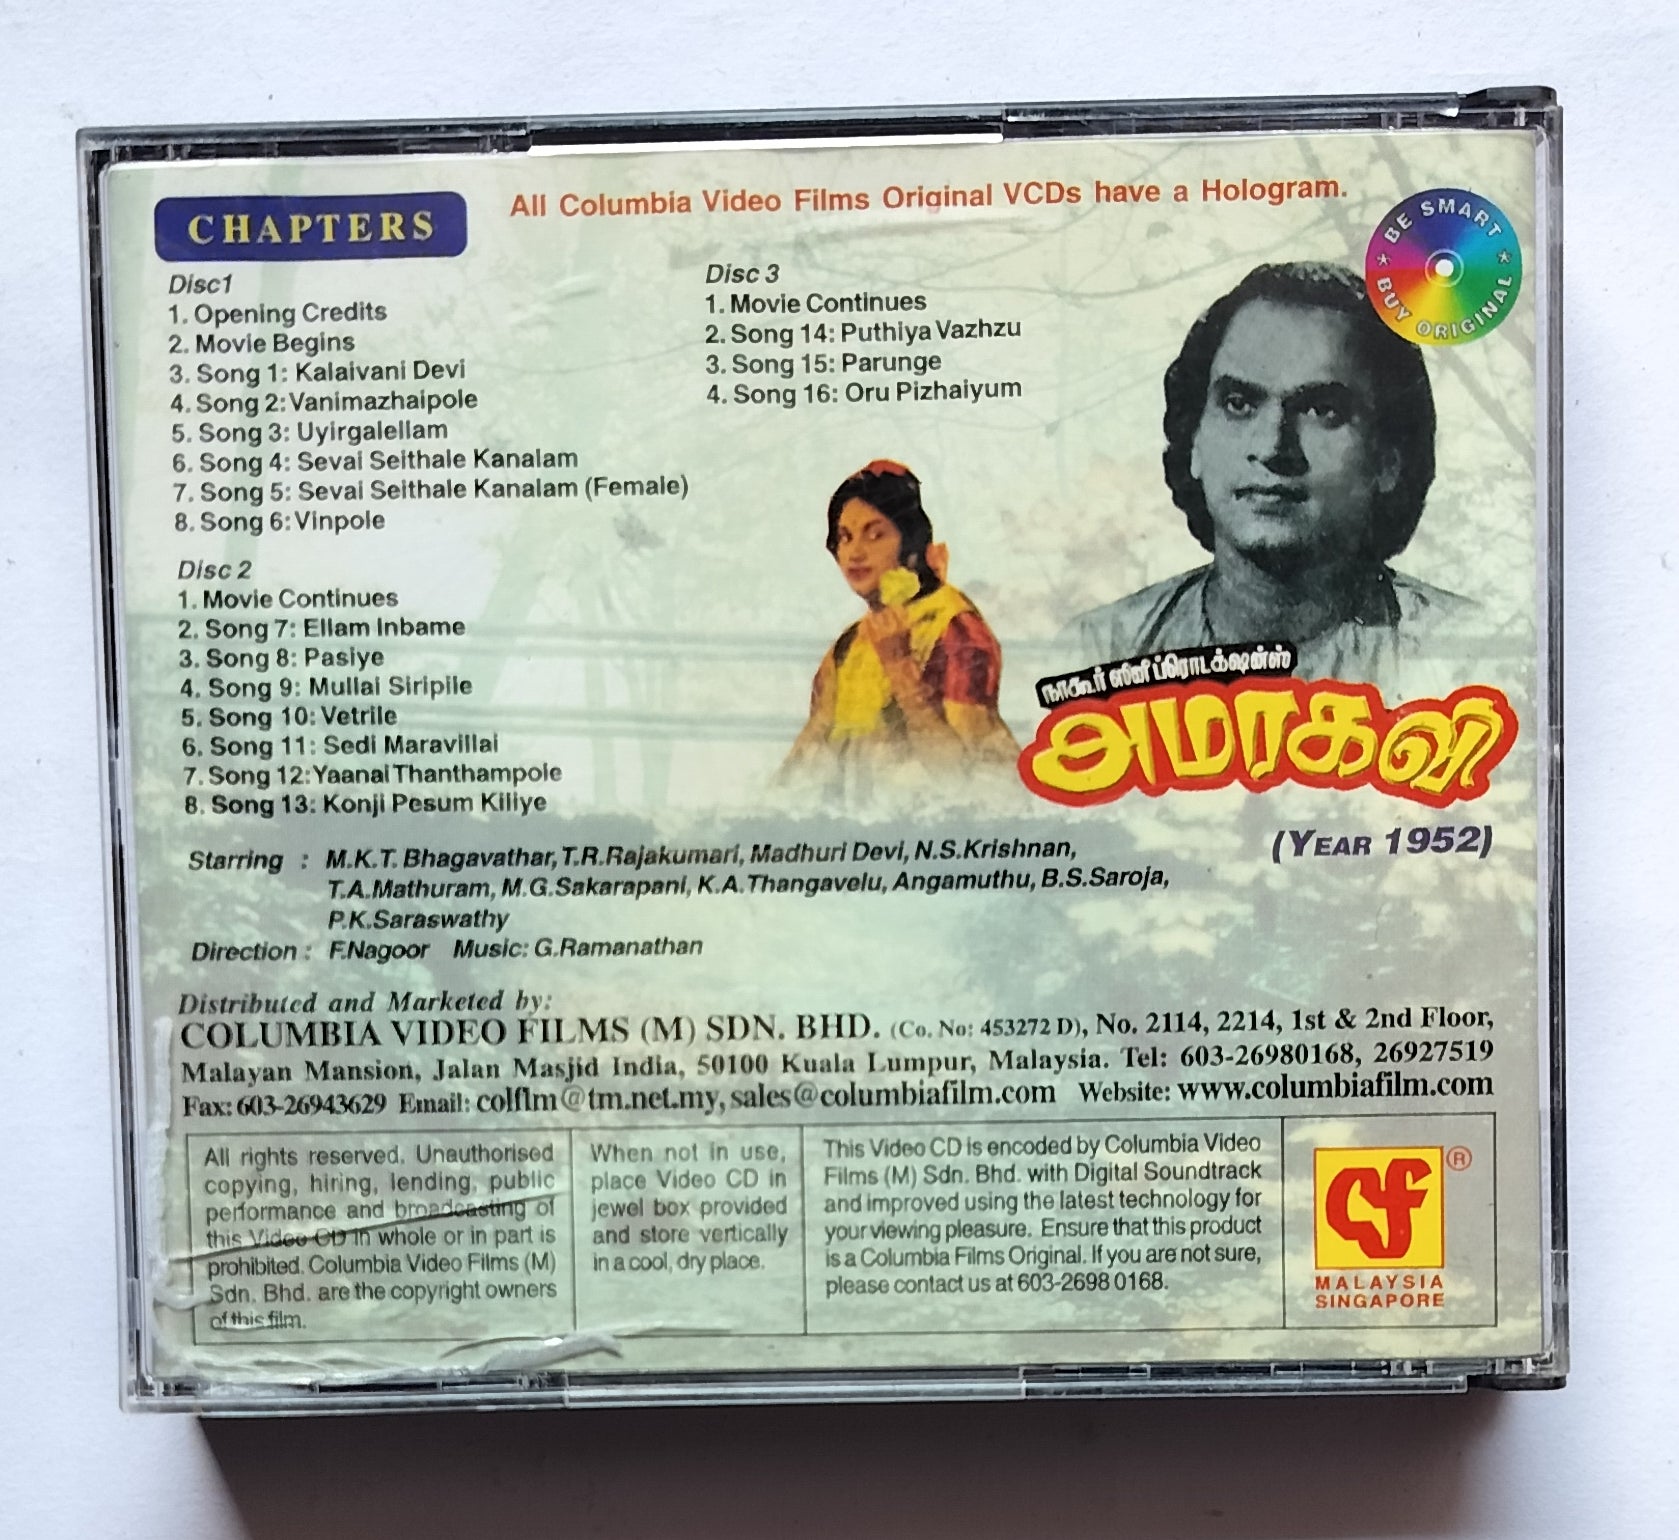 CHAPTERS
All Columbia Video Films Original VCDs have a Hologram.
BE SMART
BUY ORIGINAL
Disc1
1. Opening Credits
2. Movie Begins
3. Song 1: Kalaivani Devi
4. Song 2: Vanimazhaipole
5. Song 3: Uyirgalellam
6. Song 4: Sevai Seithale Kanalam
7. Song 5: Sevai Seithale Kanalam (Female)
8. Song 6: Vinpole
Disc 2
1. Movie Continues
2. Song 7: Ellam Inbame
3. Song 8: Pasiye
4. Song 9: Mullai Siripile
5. Song 10: Vetrile
6. Song 11: Sedi Maravillai
7. Song 12: Yaanai Thanthampole
8. Song 13: Konji Pesum Kiliye
Disc 3
1. Movie Continues
2. Song 14: Puthiya Vazhzu
3. Song 15: Parunge
4. Song 16: Oru Pizhaiyum
நாகூர் ஸினி ப்ரொடக்ஷன்ஸ்
அமரகவி
(YEAR 1952)
Starring : M.K.T. Bhagavathar, T.R.Rajakumari, Madhuri Devi, N.S.Krishnan,
T.A.Mathuram, M.G.Sakarapani, K.A.Thangavelu, Angamuthu, B.S.Saroja,
P.K.Saraswathy
Direction : F.Nagoor Music: G.Ramanathan
Distributed and Marketed by:
COLUMBIA VIDEO FILMS (M) SDN. BHD. (Co. No: 453272 D), No. 2114, 2214, 1st & 2nd Floor,
Malayan Mansion, Jalan Masjid India, 50100 Kuala Lumpur, Malaysia. Tel: 603-26980168, 26927519
Fax: 603-26943629 Email: colflm@tm.net.my, sales@columbiafilm.com Website: www.columbiafilm.com
All rights reserved. Unauthorised
copying, hiring, lending, public
performance and broadcasting of
this Video CD in whole or in part is
prohibited. Columbia Video Films (M)
Sdn. Bhd. are the copyright owners
of this film.
When not in use,
place Video CD in
jewel box provided
and store vertically
in a cool, dry place.
This Video CD is encoded by Columbia Video
Films (M) Sdn. Bhd. with Digital Soundtrack
and improved using the latest technology for
your viewing pleasure. Ensure that this product
is a Columbia Films Original. If you are not sure,
please contact us at 603-2698 0168.
cf ®
MALAYSIA
SINGAPORE